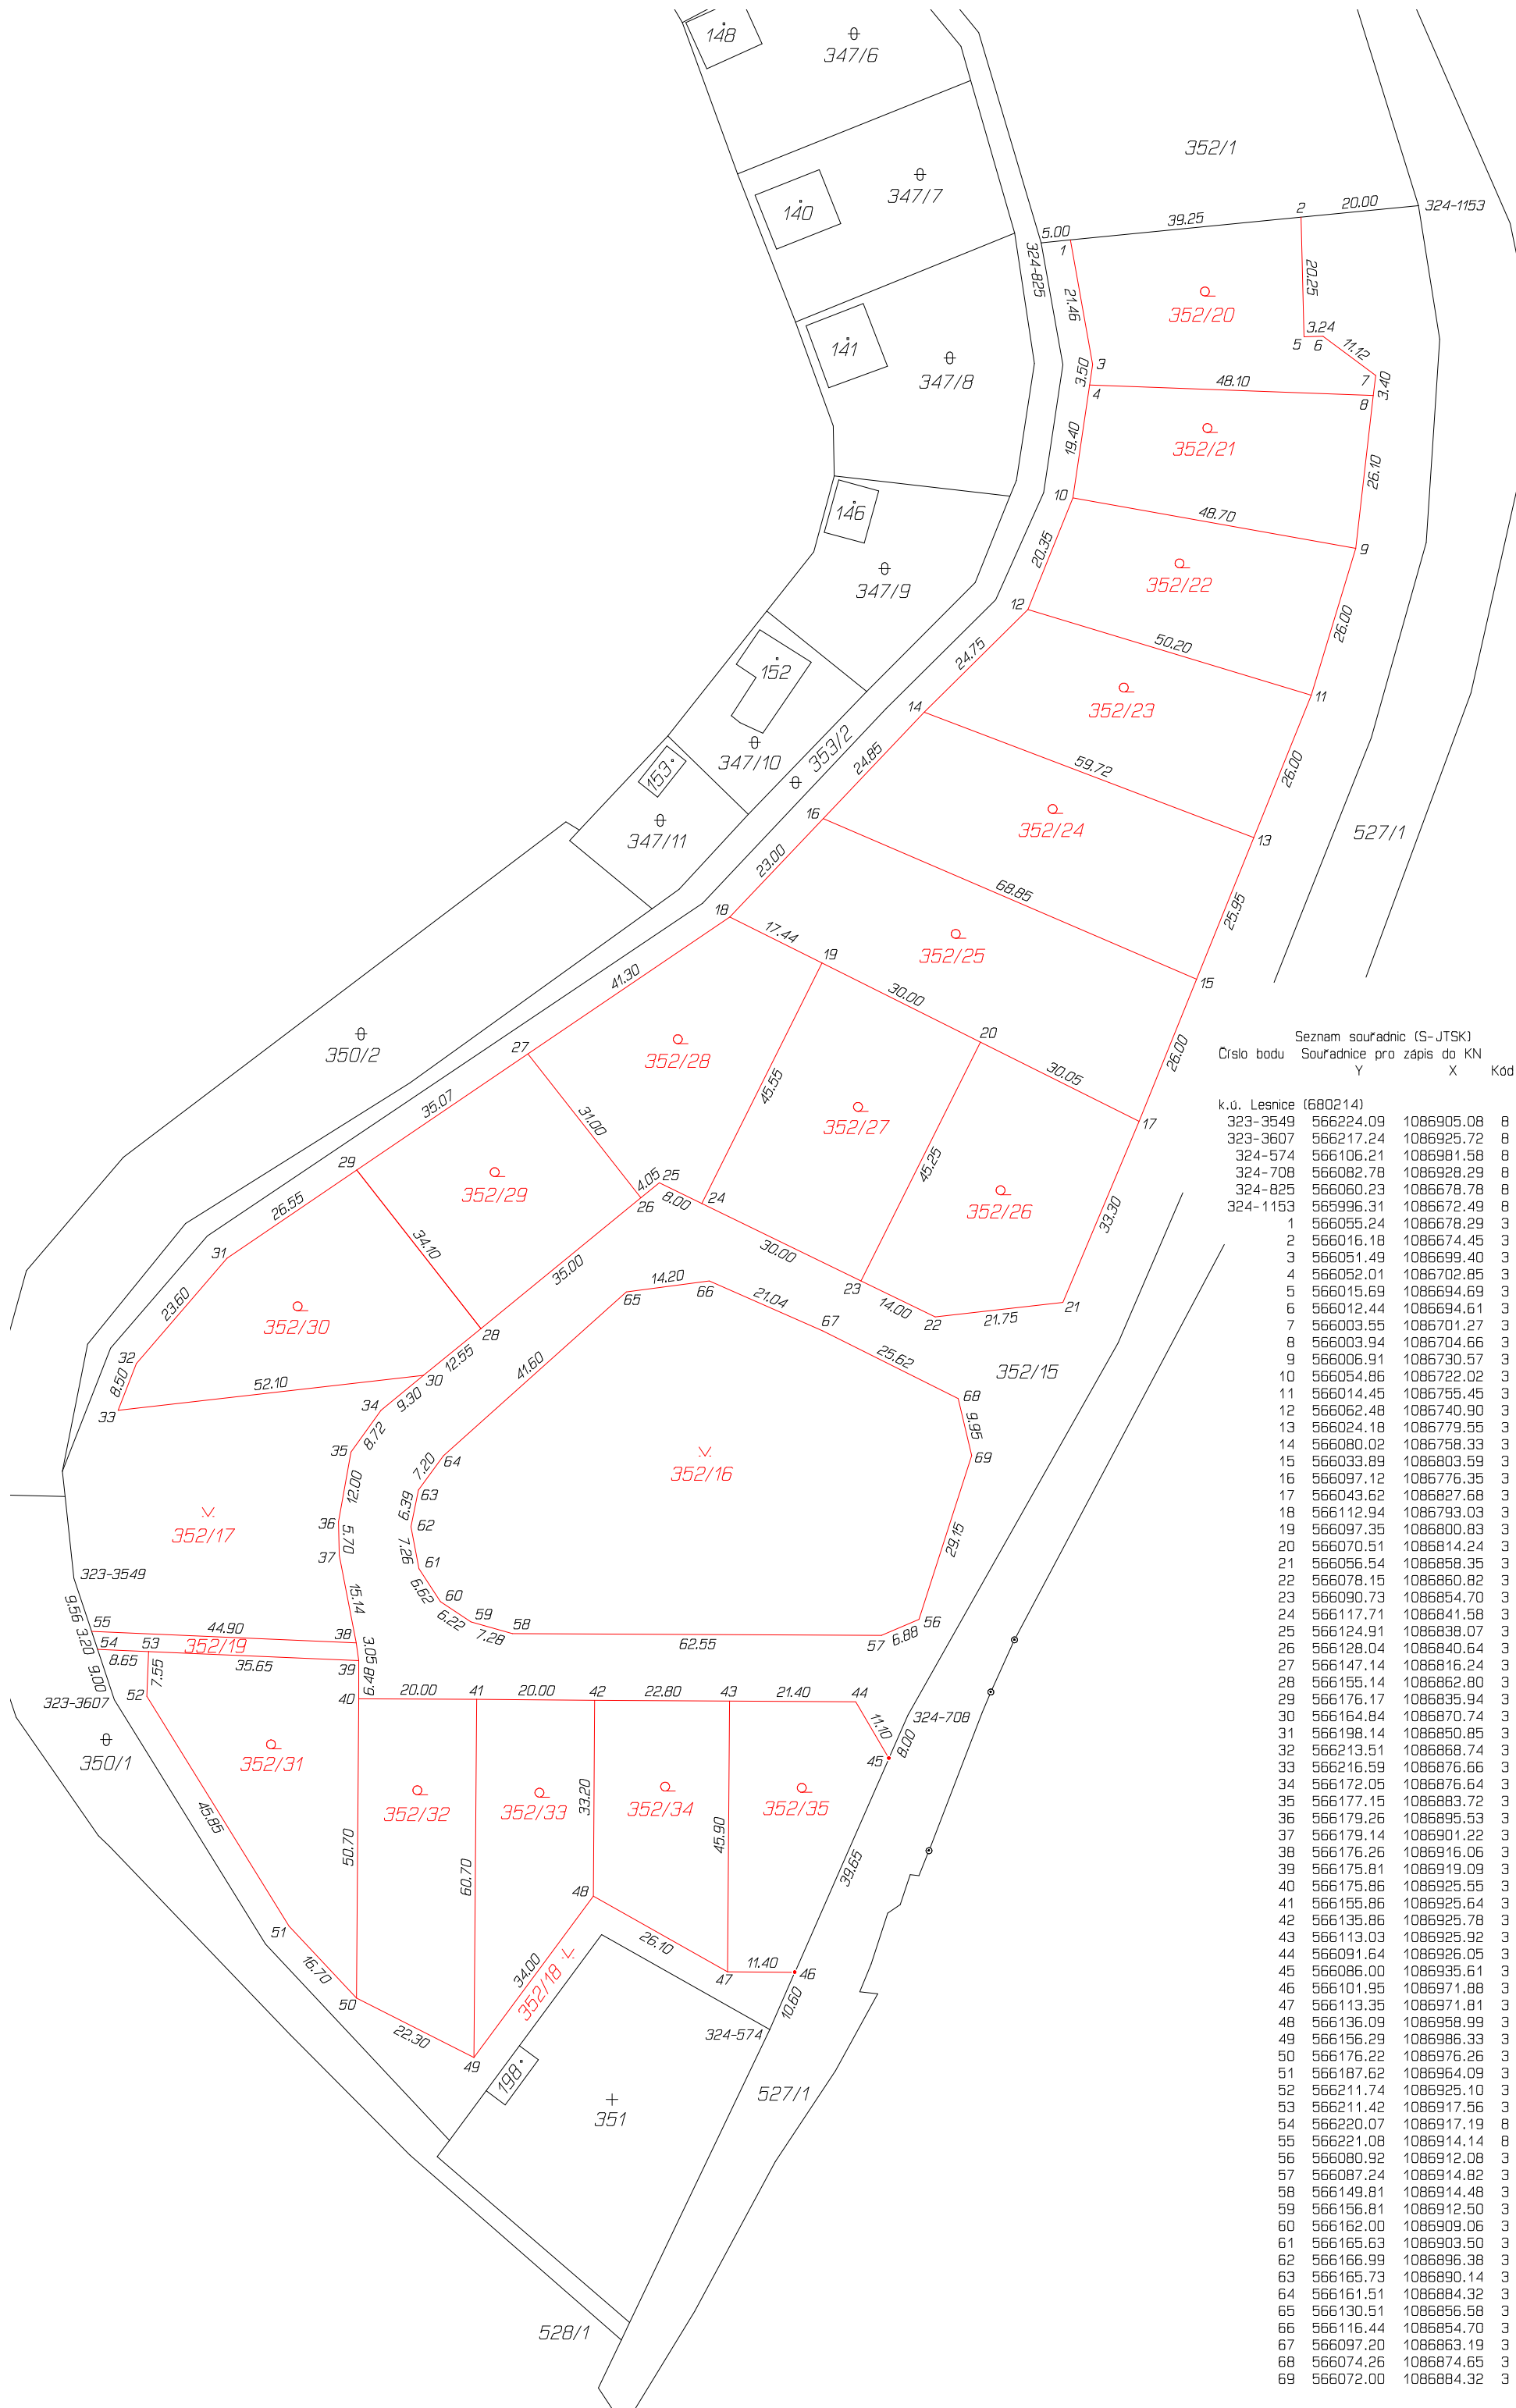 148
347/6
352/1
347/7
140
2
20.00
324-1153
39.25
5.00
1
324-825
20.25
21.46
352/20
3.24
5 6
11.12
141
347/8
3
7
3.40
3.50
48.10
4
8
19.40
352/21
26.10
10
48.70
146
9
20.35
347/9
352/22
12
26.00
24.75
50.20
152
11
352/23
14
353/2
347/10
24.85
59.72
26.00
153
16
352/24
527/1
347/11
13
23.00
68.85
25.95
18
17.44
352/25
19
15
41.30
30.00
350/2
27
352/28
20
26.00
35.07
45.55
30.05
31.00
352/27
17
29
4.05
25
352/29
26
8.00
24
45.25
352/26
26.55
34.10
33.30
31
35.00
30.00
14.20
65
66
23
14.00
21
23.60
352/30
21.04
22
21.75
28
67
32
12.55
41.60
25.62
352/15
8.50
52.10
30
33
9.30
34
68
8.72
9.95
35
64
352/16
69
7.20
12.00
63
36
6.39
352/17
62
5.70
7.26
29.15
37
61
323-3549
15.14
6.62
60
9.56
55
44.90
38
6.22
59
58
56
3.20
54
53
352/19
3.05
7.28
62.55
57
6.88
8.65
35.65
39
9.00
7.55
6.48
52
40
20.00
41
20.00
42
22.80
43
21.40
44
323-3607
11.10
324-708
350/1
352/31
45
8.00
352/32
352/33
352/34
352/35
45.85
33.20
50.70
45.90
39.65
60.70
48
51
26.10
16.70
34.00
352/18
47
11.40
46
50
10.60
22.30
324-574
49
198
527/1
351
528/1
Seznam souřadnic (S-JTSK)
Číslo bodu Souřadnice pro zápis do KN
Y X Kód
k.ú. Lesnice (680214)
323-3549 566224.09 1086905.08 8
323-3607 566217.24 1086925.72 8
324-574 566106.21 1086981.58 8
324-708 566082.78 1086928.29 8
324-825 566060.23 1086678.78 8
324-1153 565996.31 1086672.49 8
1 566055.24 1086678.29 3
2 566016.18 1086674.45 3
3 566051.49 1086699.40 3
4 566052.01 1086702.85 3
5 566015.69 1086694.69 3
6 566012.44 1086694.61 3
7 566003.55 1086701.27 3
8 566003.94 1086704.66 3
9 566006.91 1086730.57 3
10 566054.86 1086722.02 3
11 566014.45 1086755.45 3
12 566062.48 1086740.90 3
13 566024.18 1086779.55 3
14 566080.02 1086758.33 3
15 566033.89 1086803.59 3
16 566097.12 1086776.35 3
17 566043.62 1086827.68 3
18 566112.94 1086793.03 3
19 566097.35 1086800.83 3
20 566070.51 1086814.24 3
21 566056.54 1086858.35 3
22 566078.15 1086860.82 3
23 566090.73 1086854.70 3
24 566117.71 1086841.58 3
25 566124.91 1086838.07 3
26 566128.04 1086840.64 3
27 566147.14 1086816.24 3
28 566155.14 1086862.80 3
29 566176.17 1086835.94 3
30 566164.84 1086870.74 3
31 566198.14 1086850.85 3
32 566213.51 1086868.74 3
33 566216.59 1086876.66 3
34 566172.05 1086876.64 3
35 566177.15 1086883.72 3
36 566179.26 1086895.53 3
37 566179.14 1086901.22 3
38 566176.26 1086916.06 3
39 566175.81 1086919.09 3
40 566175.86 1086925.55 3
41 566155.86 1086925.64 3
42 566135.86 1086925.78 3
43 566113.03 1086925.92 3
44 566091.64 1086926.05 3
45 566086.00 1086935.61 3
46 566101.95 1086971.88 3
47 566113.35 1086971.81 3
48 566136.09 1086958.99 3
49 566156.29 1086986.33 3
50 566176.22 1086976.26 3
51 566187.62 1086964.09 3
52 566211.74 1086925.10 3
53 566211.42 1086917.56 3
54 566220.07 1086917.19 8
55 566221.08 1086914.14 8
56 566080.92 1086912.08 3
57 566087.24 1086914.82 3
58 566149.81 1086914.48 3
59 566156.81 1086912.50 3
60 566162.00 1086909.06 3
61 566165.63 1086903.50 3
62 566166.99 1086896.38 3
63 566165.73 1086890.14 3
64 566161.51 1086884.32 3
65 566130.51 1086856.58 3
66 566116.44 1086854.70 3
67 566097.20 1086863.19 3
68 566074.26 1086874.65 3
69 566072.00 1086884.32 3